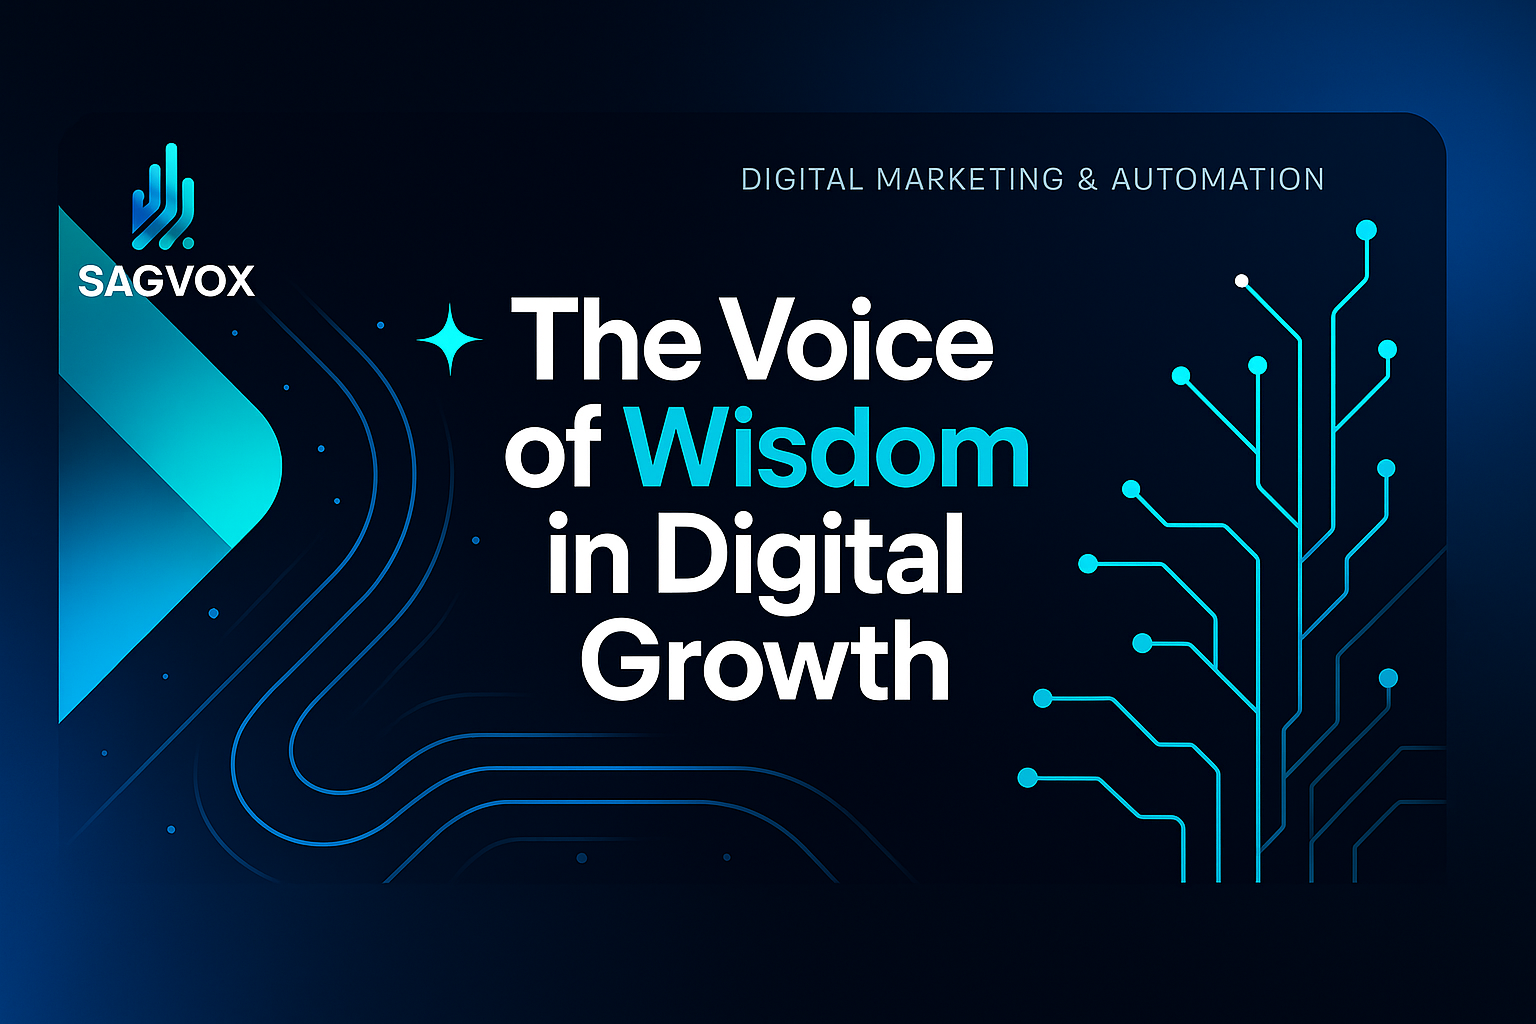 SAGVOX
DIGITAL MARKETING & AUTOMATION
The Voice
of Wisdom
in Digital
Growth